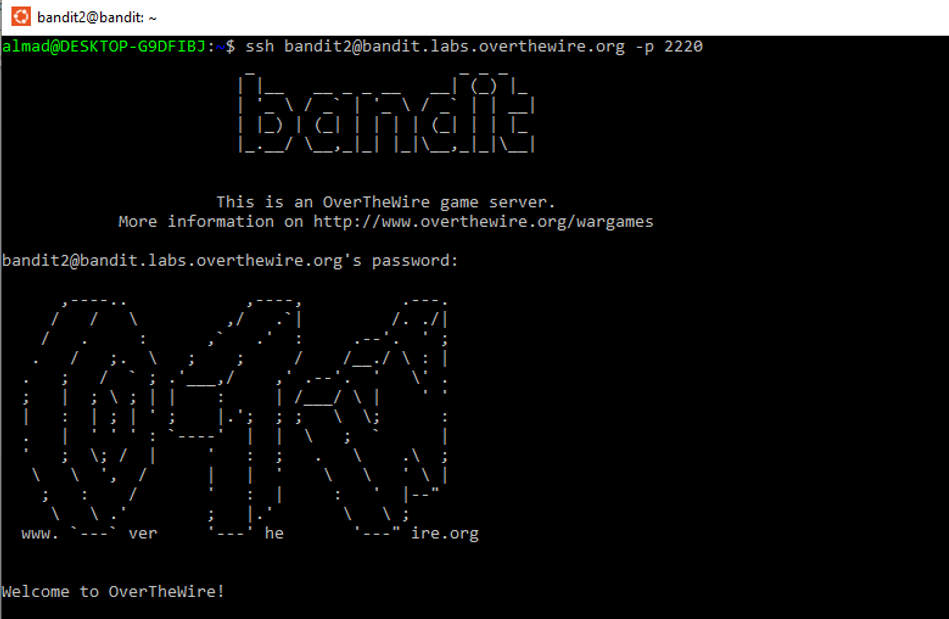 bandit2@bandit: ~
almad@DESKTOP-G9DFIBJ:~$ ssh bandit2@bandit.labs.overthewire.org -p 2220
bandit
This is an OverTheWire game server.
More information on http://www.overthewire.org/wargames
bandit2@bandit.labs.overthewire.org's password:
www. ver he ire.org
Welcome to OverTheWire!